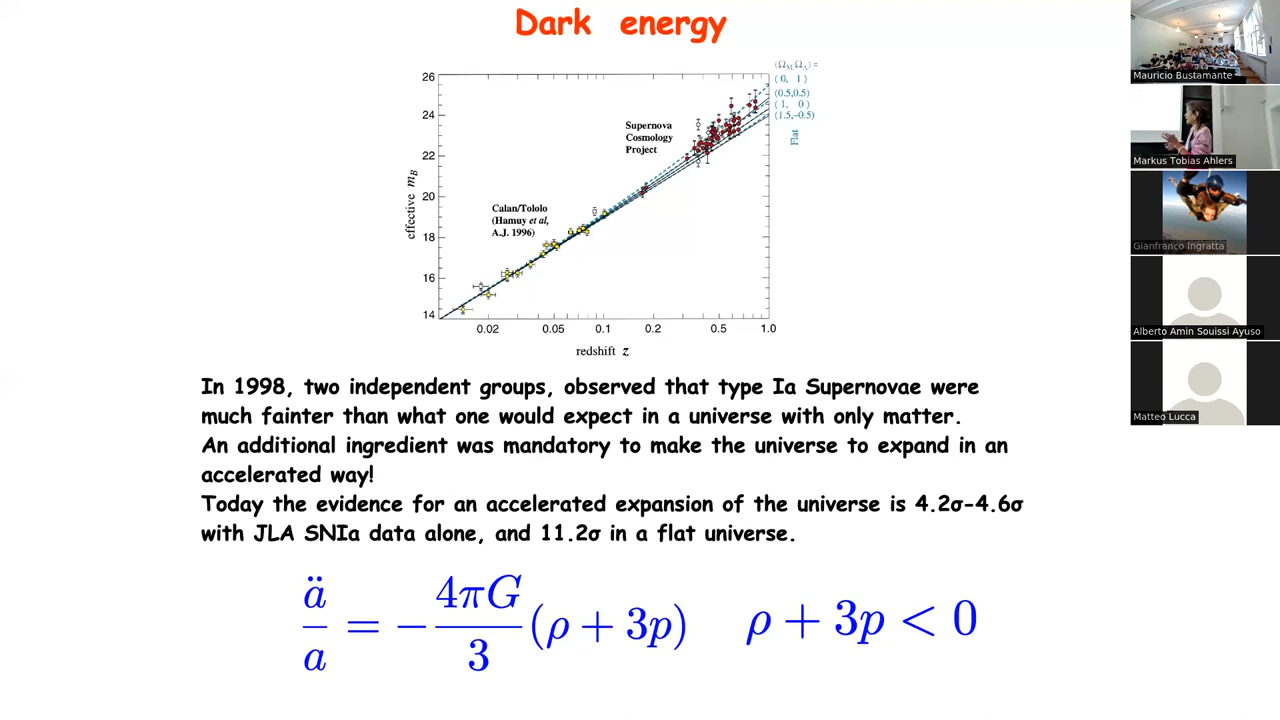 Dark energy
(Ω_M,Ω_Λ) =
(0, 1)
(0.5,0.5)
(1, 0)
(1.5,−0.5)
Flat
26
24
22
20
18
16
14
effective m_B
Supernova
Cosmology
Project
Calan/Tololo
(Hamuy et al,
A.J. 1996)
0.02 0.05 0.1 0.2 0.5 1.0
redshift z
In 1998, two independent groups, observed that type Ia Supernovae were
much fainter than what one would expect in a universe with only matter.
An additional ingredient was mandatory to make the universe to expand in an
accelerated way!
Today the evidence for an accelerated expansion of the universe is 4.2σ-4.6σ
with JLA SNIa data alone, and 11.2σ in a flat universe.
ä/a = −4πG/3 (ρ + 3p)   ρ + 3p < 0
Mauricio Bustamante
Markus Tobias Ahlers
Gianfranco Ingratta
Alberto Amin Souissi Ayuso
Matteo Lucca